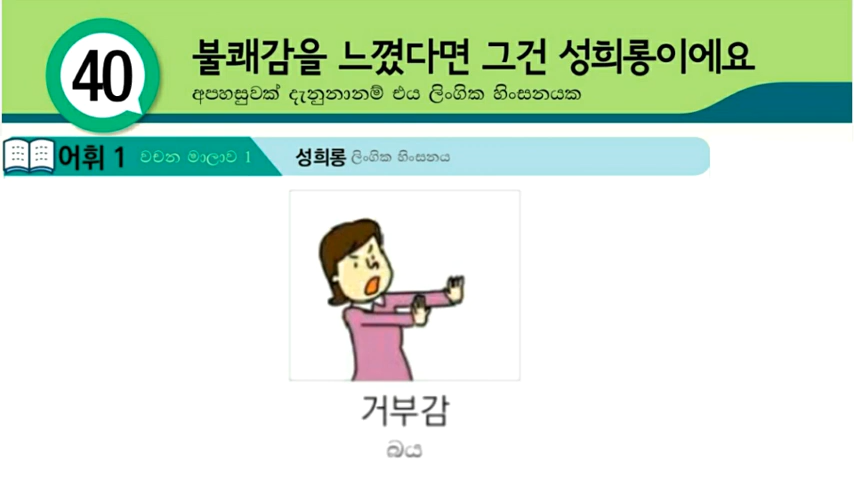 40
불쾌감을 느꼈다면 그건 성희롱이에요
අපහසුවක් දැනුනානම් එය ලිංගික හිංසනයක
어휘 1 වචන මාලාව 1 성희롱 ලිංගික හිංසනය
거부감
බය